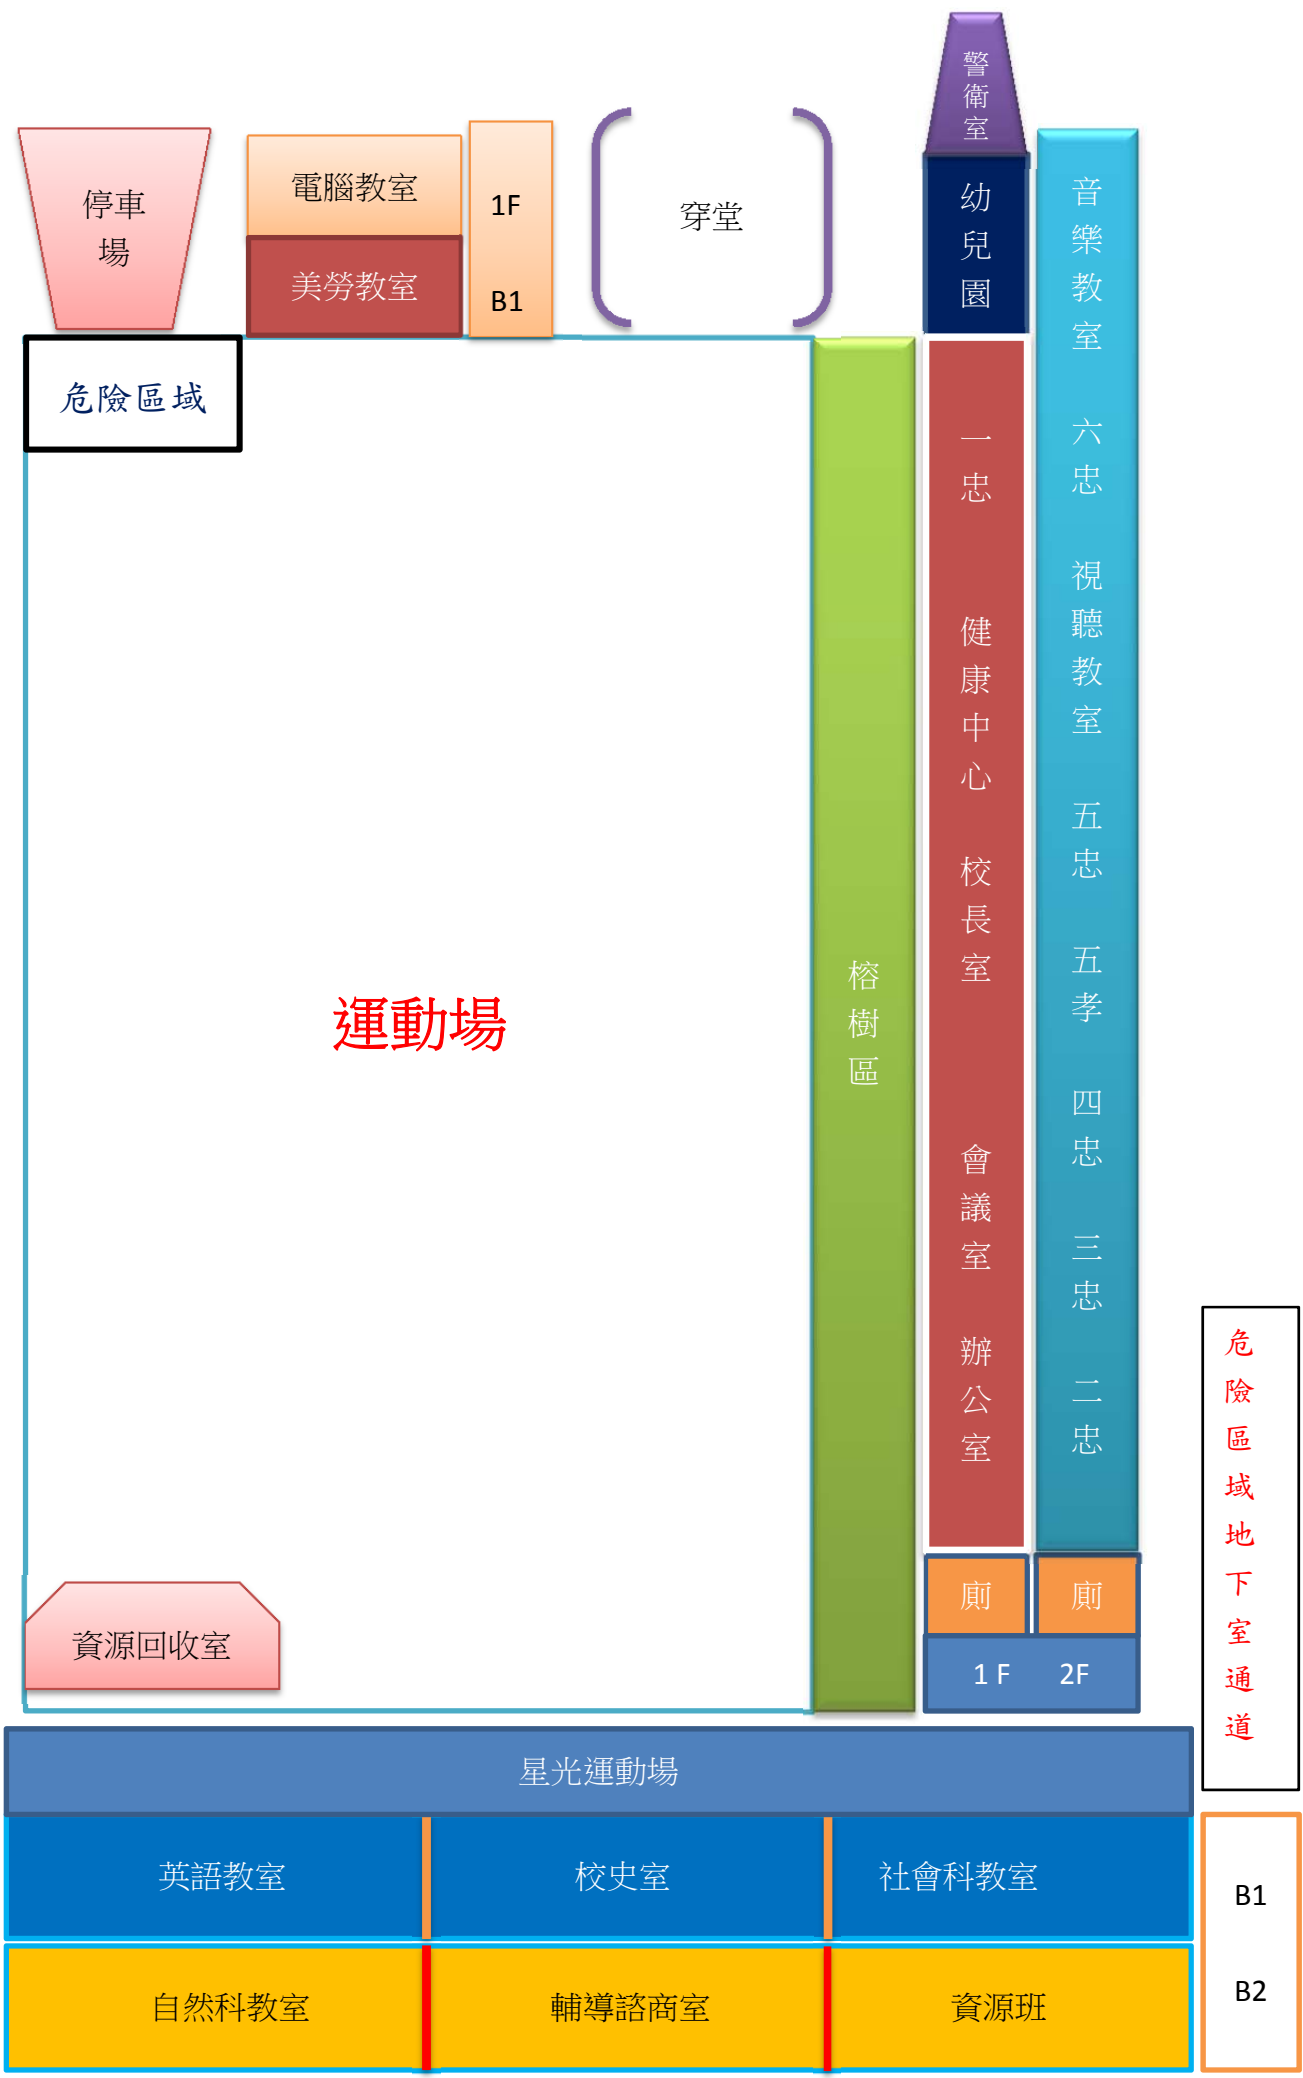 警衛室
停車場
電腦教室
美勞教室
1F
B1
穿堂
幼兒園
音樂教室 六忠 視聽教室 五忠 五孝 四忠 三忠 二忠
危險區域
一忠 健康中心 校長室 會議室 辦公室
榕樹區
運動場
危險區域地下室通道
資源回收室
廁
廁
1 F 2F
星光運動場
英語教室
校史室
社會科教室
B1
自然科教室
輔導諮商室
資源班
B2